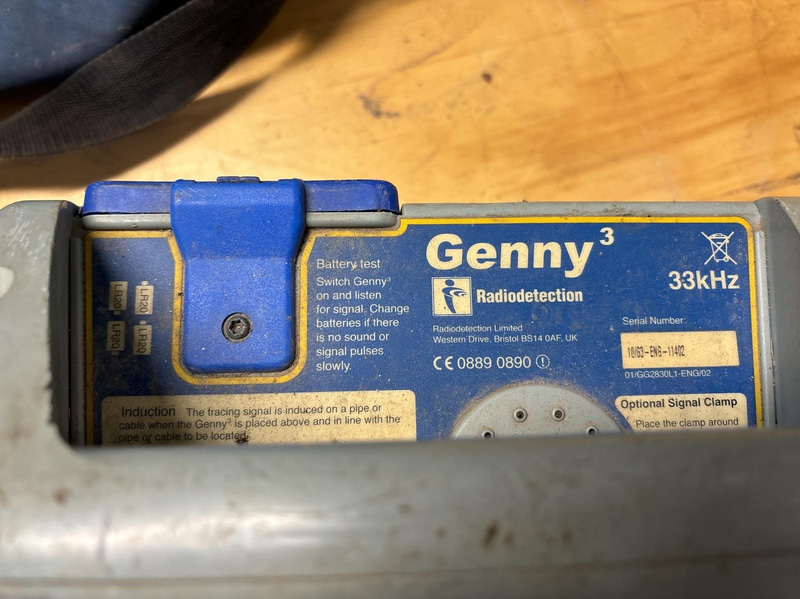 Genny³
33kHz
Radiodetection
Radiodetection Limited
Western Drive, Bristol BS14 0AF, UK
CE 0889 0890
Serial Number:
10/G3-ENG-11402
01/GG2830L1-ENG/02
Battery test
Switch Genny³
on and listen
for signal. Change
batteries if there
is no sound or
signal pulses
slowly.
LR20 LR20
LR20 LR20
Induction The tracing signal is induced on a pipe or
cable when the Genny³ is placed above and in line with the
pipe or cable to be located.
Optional Signal Clamp
Place the clamp around